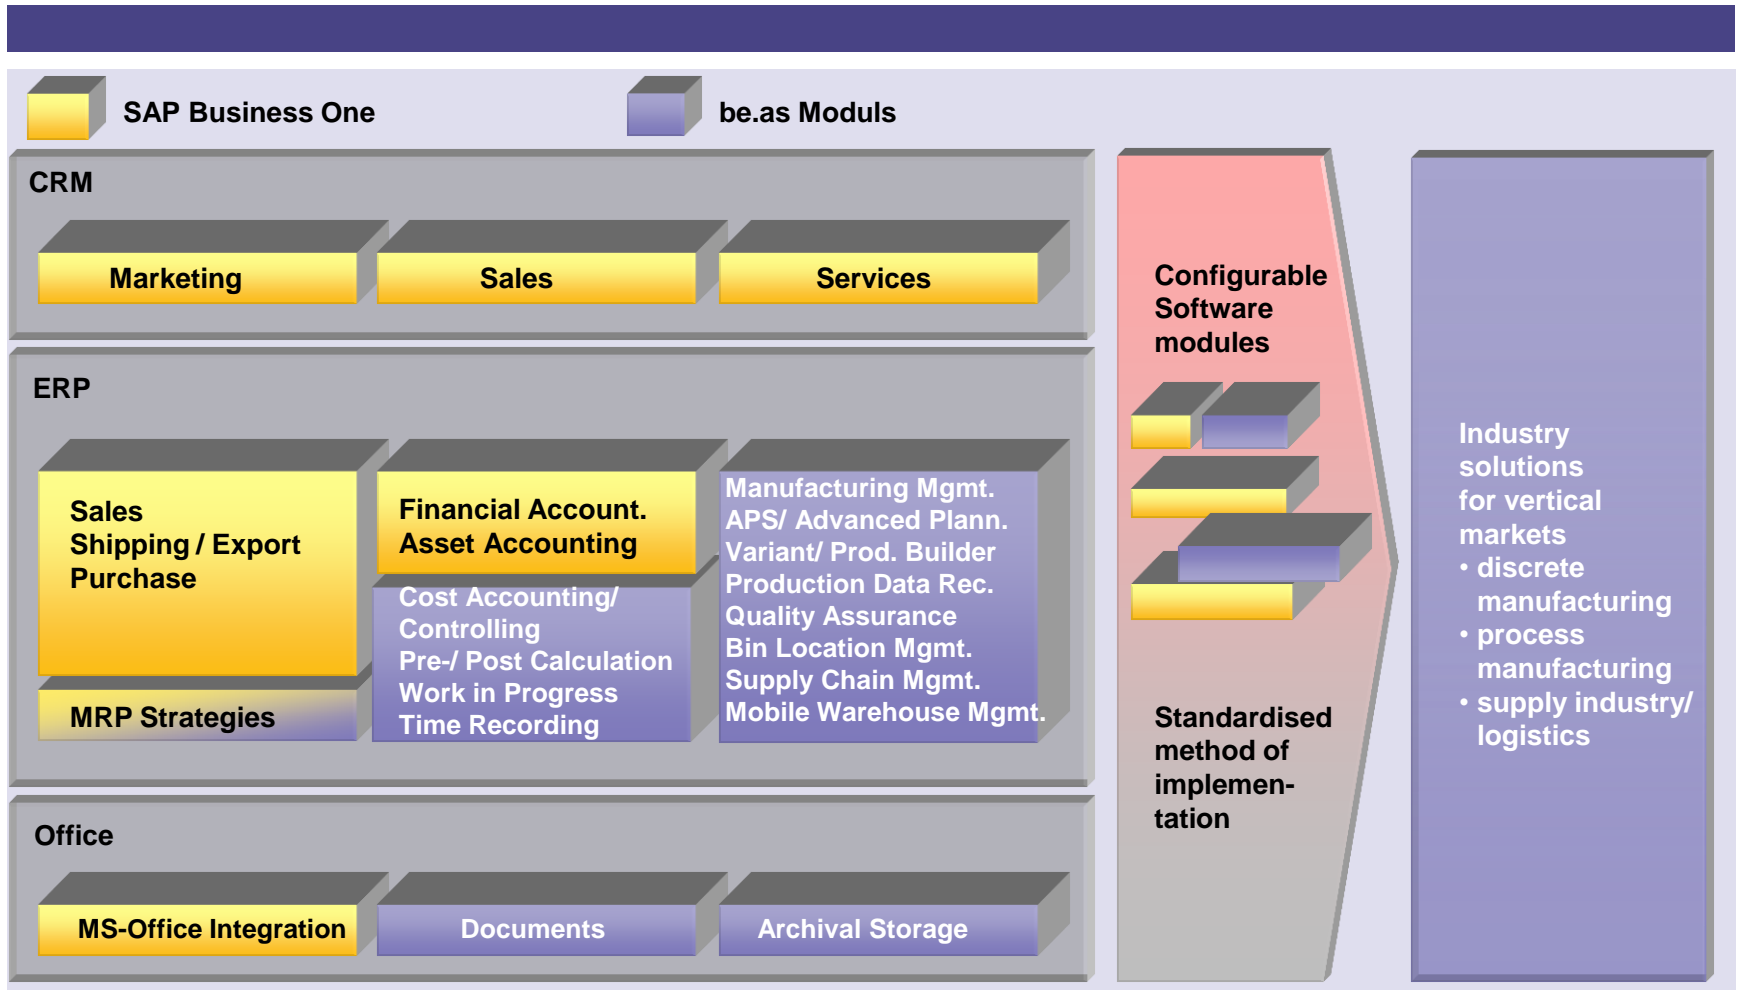 SAP Business One
be.as Moduls
CRM
Marketing
Sales
Services
ERP
Sales
Shipping / Export
Purchase
MRP Strategies
Financial Account.
Asset Accounting
Cost Accounting/
Controlling
Pre-/ Post Calculation
Work in Progress
Time Recording
Manufacturing Mgmt.
APS/ Advanced Plann.
Variant/ Prod. Builder
Production Data Rec.
Quality Assurance
Bin Location Mgmt.
Supply Chain Mgmt.
Mobile Warehouse Mgmt.
Office
MS-Office Integration
Documents
Archival Storage
Configurable
Software
modules
Standardised
method of
implemen-
tation
Industry
solutions
for vertical
markets
• discrete
manufacturing
• process
manufacturing
• supply industry/
logistics